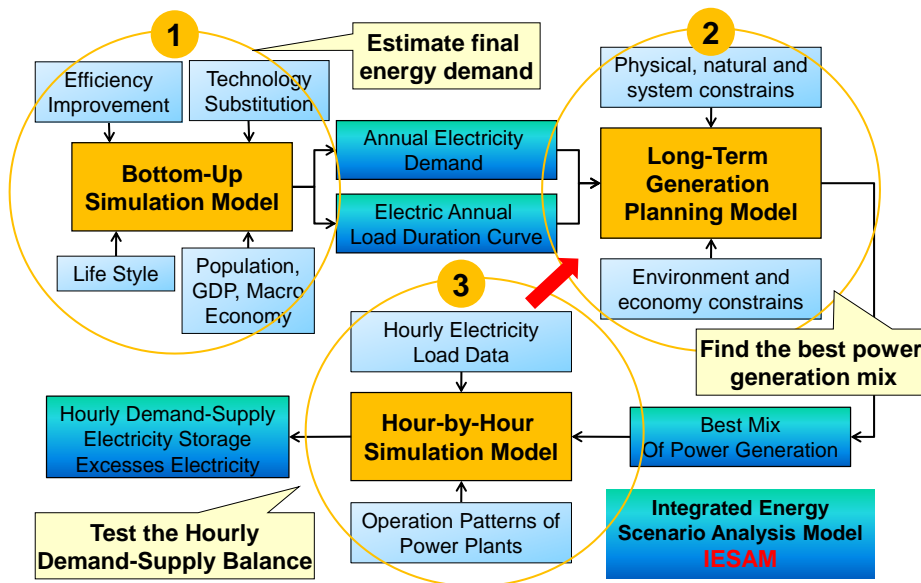 1
Estimate final
energy demand
2
Efficiency
Improvement
Technology
Substitution
Physical, natural and
system constrains
Bottom-Up
Simulation Model
Annual Electricity
Demand
Electric Annual
Load Duration Curve
Long-Term
Generation
Planning Model
Life Style
Population,
GDP, Macro
Economy
3
Environment and
economy constrains
Hourly Electricity
Load Data
Find the best power
generation mix
Hourly Demand-Supply
Electricity Storage
Excesses Electricity
Hour-by-Hour
Simulation Model
Best Mix
Of Power Generation
Test the Hourly
Demand-Supply Balance
Operation Patterns of
Power Plants
Integrated Energy
Scenario Analysis Model
IESAM